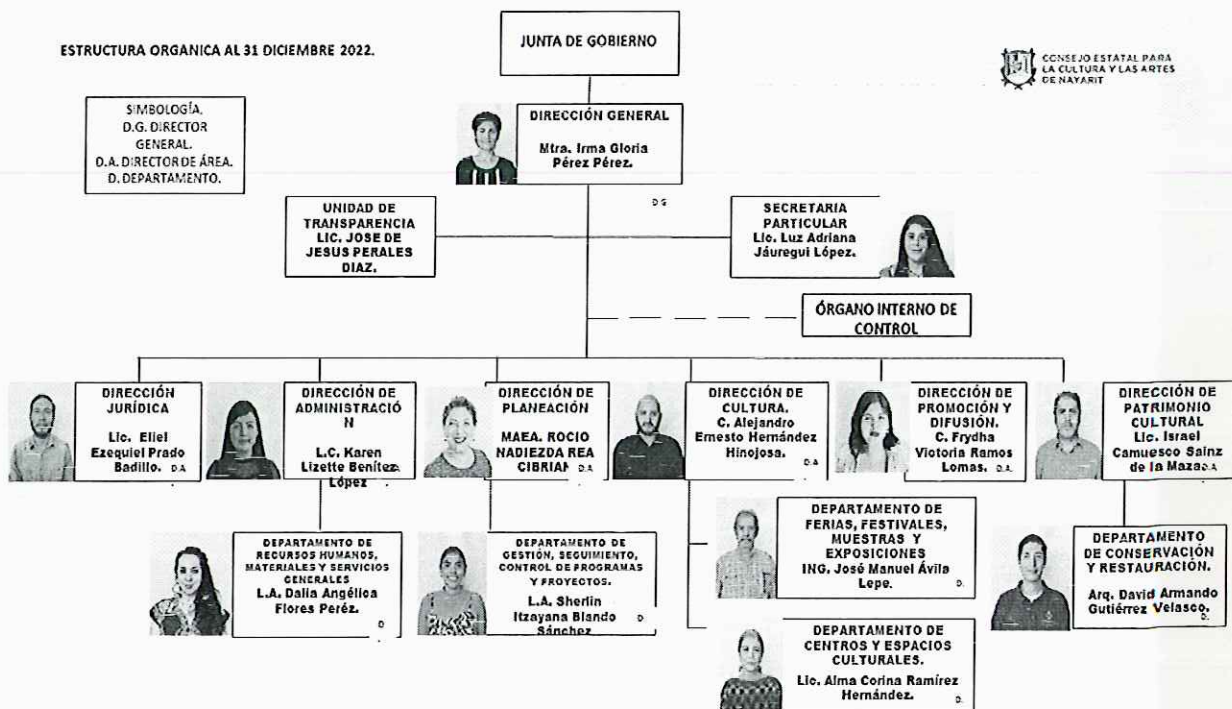 ESTRUCTURA ORGANICA AL 31 DICIEMBRE 2022.
JUNTA DE GOBIERNO
CONSEJO ESTATAL PARA
LA CULTURA Y LAS ARTES
DE NAYARIT
SIMBOLOGÍA.
D.G. DIRECTOR
GENERAL.
D.A. DIRECTOR DE ÁREA.
D. DEPARTAMENTO.
DIRECCIÓN GENERAL
Mtra. Irma Gloria
Pérez Pérez.
D G
UNIDAD DE
TRANSPARENCIA
LIC. JOSE DE
JESUS PERALES
DIAZ.
SECRETARIA
PARTICULAR
Lic. Luz Adriana
Jáuregui López.
ÓRGANO INTERNO DE
CONTROL
DIRECCIÓN
JURÍDICA
Lic. Eliel
Ezequiel Prado
Badillo. D.A
DIRECCIÓN DE
ADMINISTRACIÓ
N
L.C. Karen
Lizette Benítez
López
DIRECCIÓN DE
PLANEACIÓN
MAEA. ROCIO
NADIEZDA REA
CIBRIAN D.A
DIRECCIÓN DE
CULTURA.
C. Alejandro
Ernesto Hernández
Hinojosa. D.A
DIRECCIÓN DE
PROMOCIÓN Y
DIFUSIÓN.
C. Frydha
Victoria Ramos
Lomas. D.A.
DIRECCIÓN DE
PATRIMONIO
CULTURAL
Lic. Israel
Camuesco Sainz
de la Maza. D.A
DEPARTAMENTO DE
RECURSOS HUMANOS,
MATERIALES Y SERVICIOS
GENERALES
L.A. Dalia Angélica
Flores Peréz.
D
DEPARTAMENTO DE
GESTIÓN, SEGUIMIENTO,
CONTROL DE PROGRAMAS
Y PROYECTOS.
L.A. Sherlin
Itzayana Blando
Sánchez D.
DEPARTAMENTO DE
FERIAS, FESTIVALES,
MUESTRAS Y
EXPOSICIONES
ING. José Manuel Ávila
Lepe. D.
DEPARTAMENTO
DE CONSERVACIÓN
Y RESTAURACIÓN.
Arq. David Armando
Gutiérrez Velasco.
D.
DEPARTAMENTO DE
CENTROS Y ESPACIOS
CULTURALES.
Lic. Alma Corina Ramírez
Hernández. D.